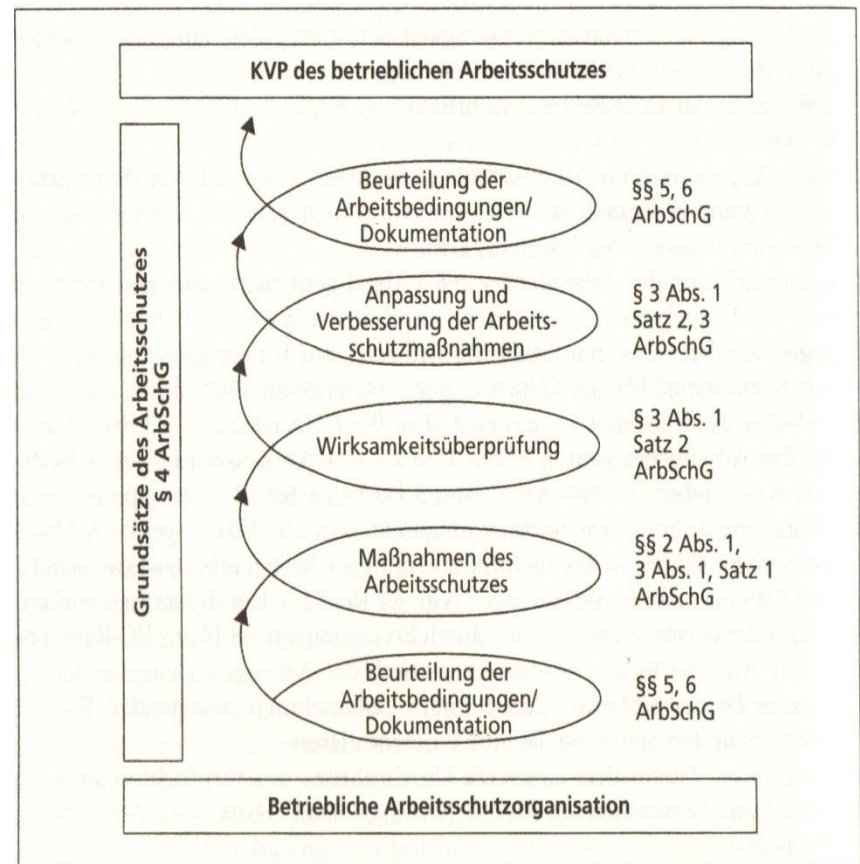 KVP des betrieblichen Arbeitsschutzes
Grundsätze des Arbeitsschutzes
§ 4 ArbSchG
Beurteilung der
Arbeitsbedingungen/
Dokumentation
§§ 5, 6
ArbSchG
Anpassung und
Verbesserung der Arbeits-
schutzmaßnahmen
§ 3 Abs. 1
Satz 2, 3
ArbSchG
Wirksamkeitsüberprüfung
§ 3 Abs. 1
Satz 2
ArbSchG
Maßnahmen des
Arbeitschutzes
§§ 2 Abs. 1,
3 Abs. 1, Satz 1
ArbSchG
Beurteilung der
Arbeitsbedingungen/
Dokumentation
§§ 5, 6
ArbSchG
Betriebliche Arbeitsschutzorganisation